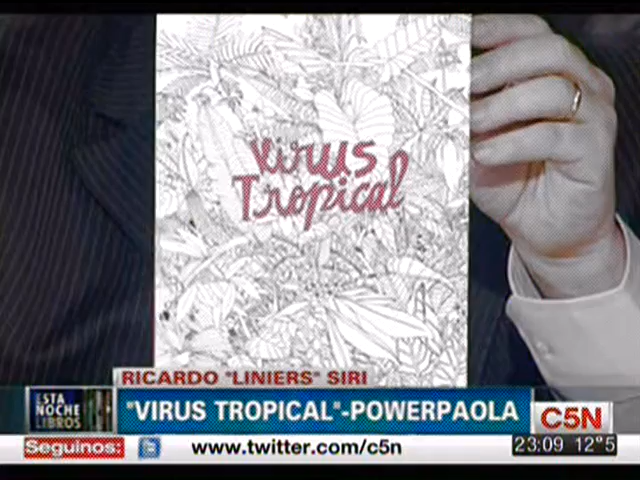 Virus
Tropical
RICARDO "LINIERS" SIRI
ESTA
NOCHE
LIBROS
"VIRUS TROPICAL"-POWERPAOLA
C5N
Seguinos:
www.twitter.com/c5n
23:09 12°5